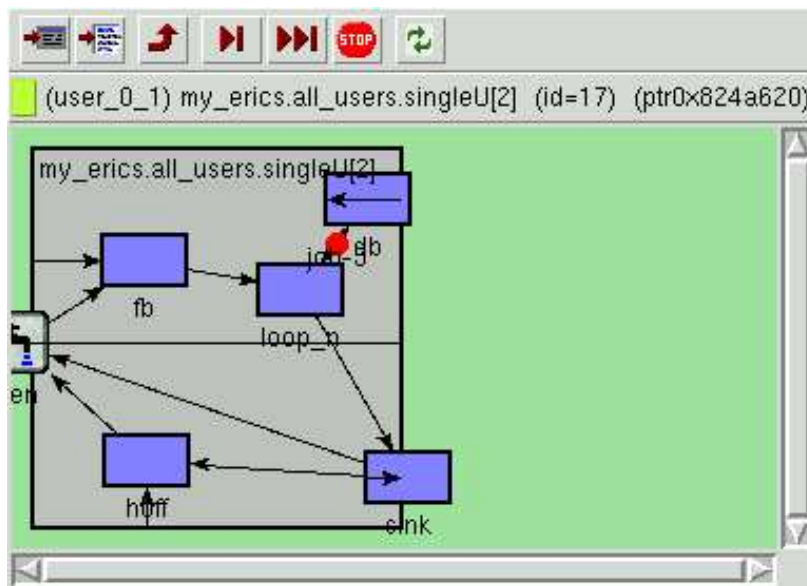 STOP
(user_0_1) my_erics.all_users.singleU[2] (id=17) (ptr0x824a620)
my_erics.all_users.singleU[2]
fb
loop_n
huff
sink